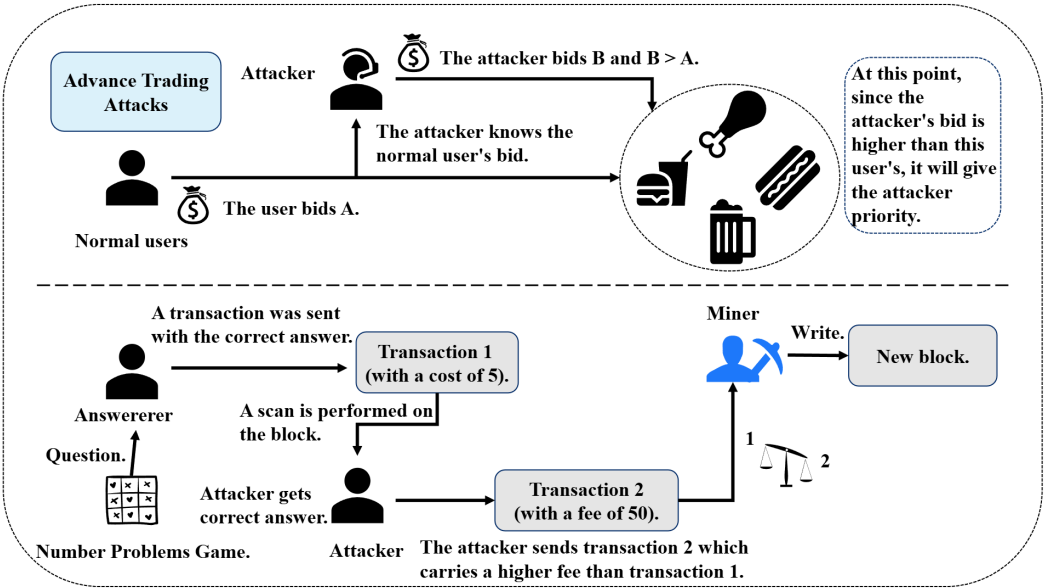 Advance Trading
Attacks
Attacker
The attacker bids B and B > A.
The attacker knows the
normal user's bid.
The user bids A.
Normal users
At this point,
since the
attacker's bid is
higher than this
user's, it will give
the attacker
priority.
A transaction was sent
with the correct answer.
Transaction 1
(with a cost of 5).
Answererer
Question.
Number Problems Game.
A scan is performed on
the block.
Attacker gets
correct answer.
Attacker
Transaction 2
(with a fee of 50).
The attacker sends transaction 2 which
carries a higher fee than transaction 1.
Miner
1
2
Write.
New block.